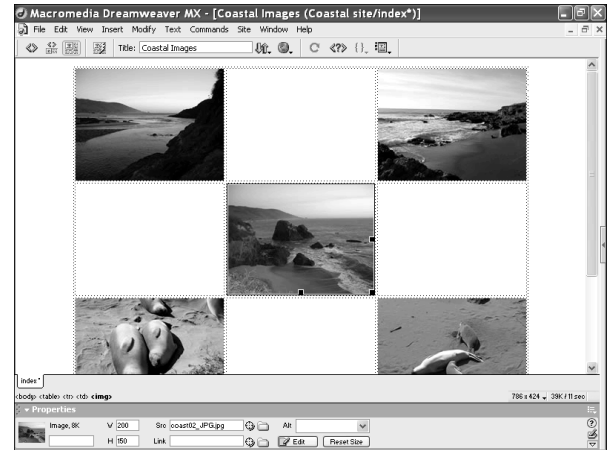 Macromedia Dreamweaver MX - [Coastal Images (Coastal site/index*)]
File Edit View Insert Modify Text Commands Site Window Help
Title: Coastal Images
index*
<body> <table> <tr> <td> <img>
786 x 424 39K / 11 sec
Properties
Image, 8K W 200 Src coast02_JPG.jpg Alt
H 150 Link Edit Reset Size